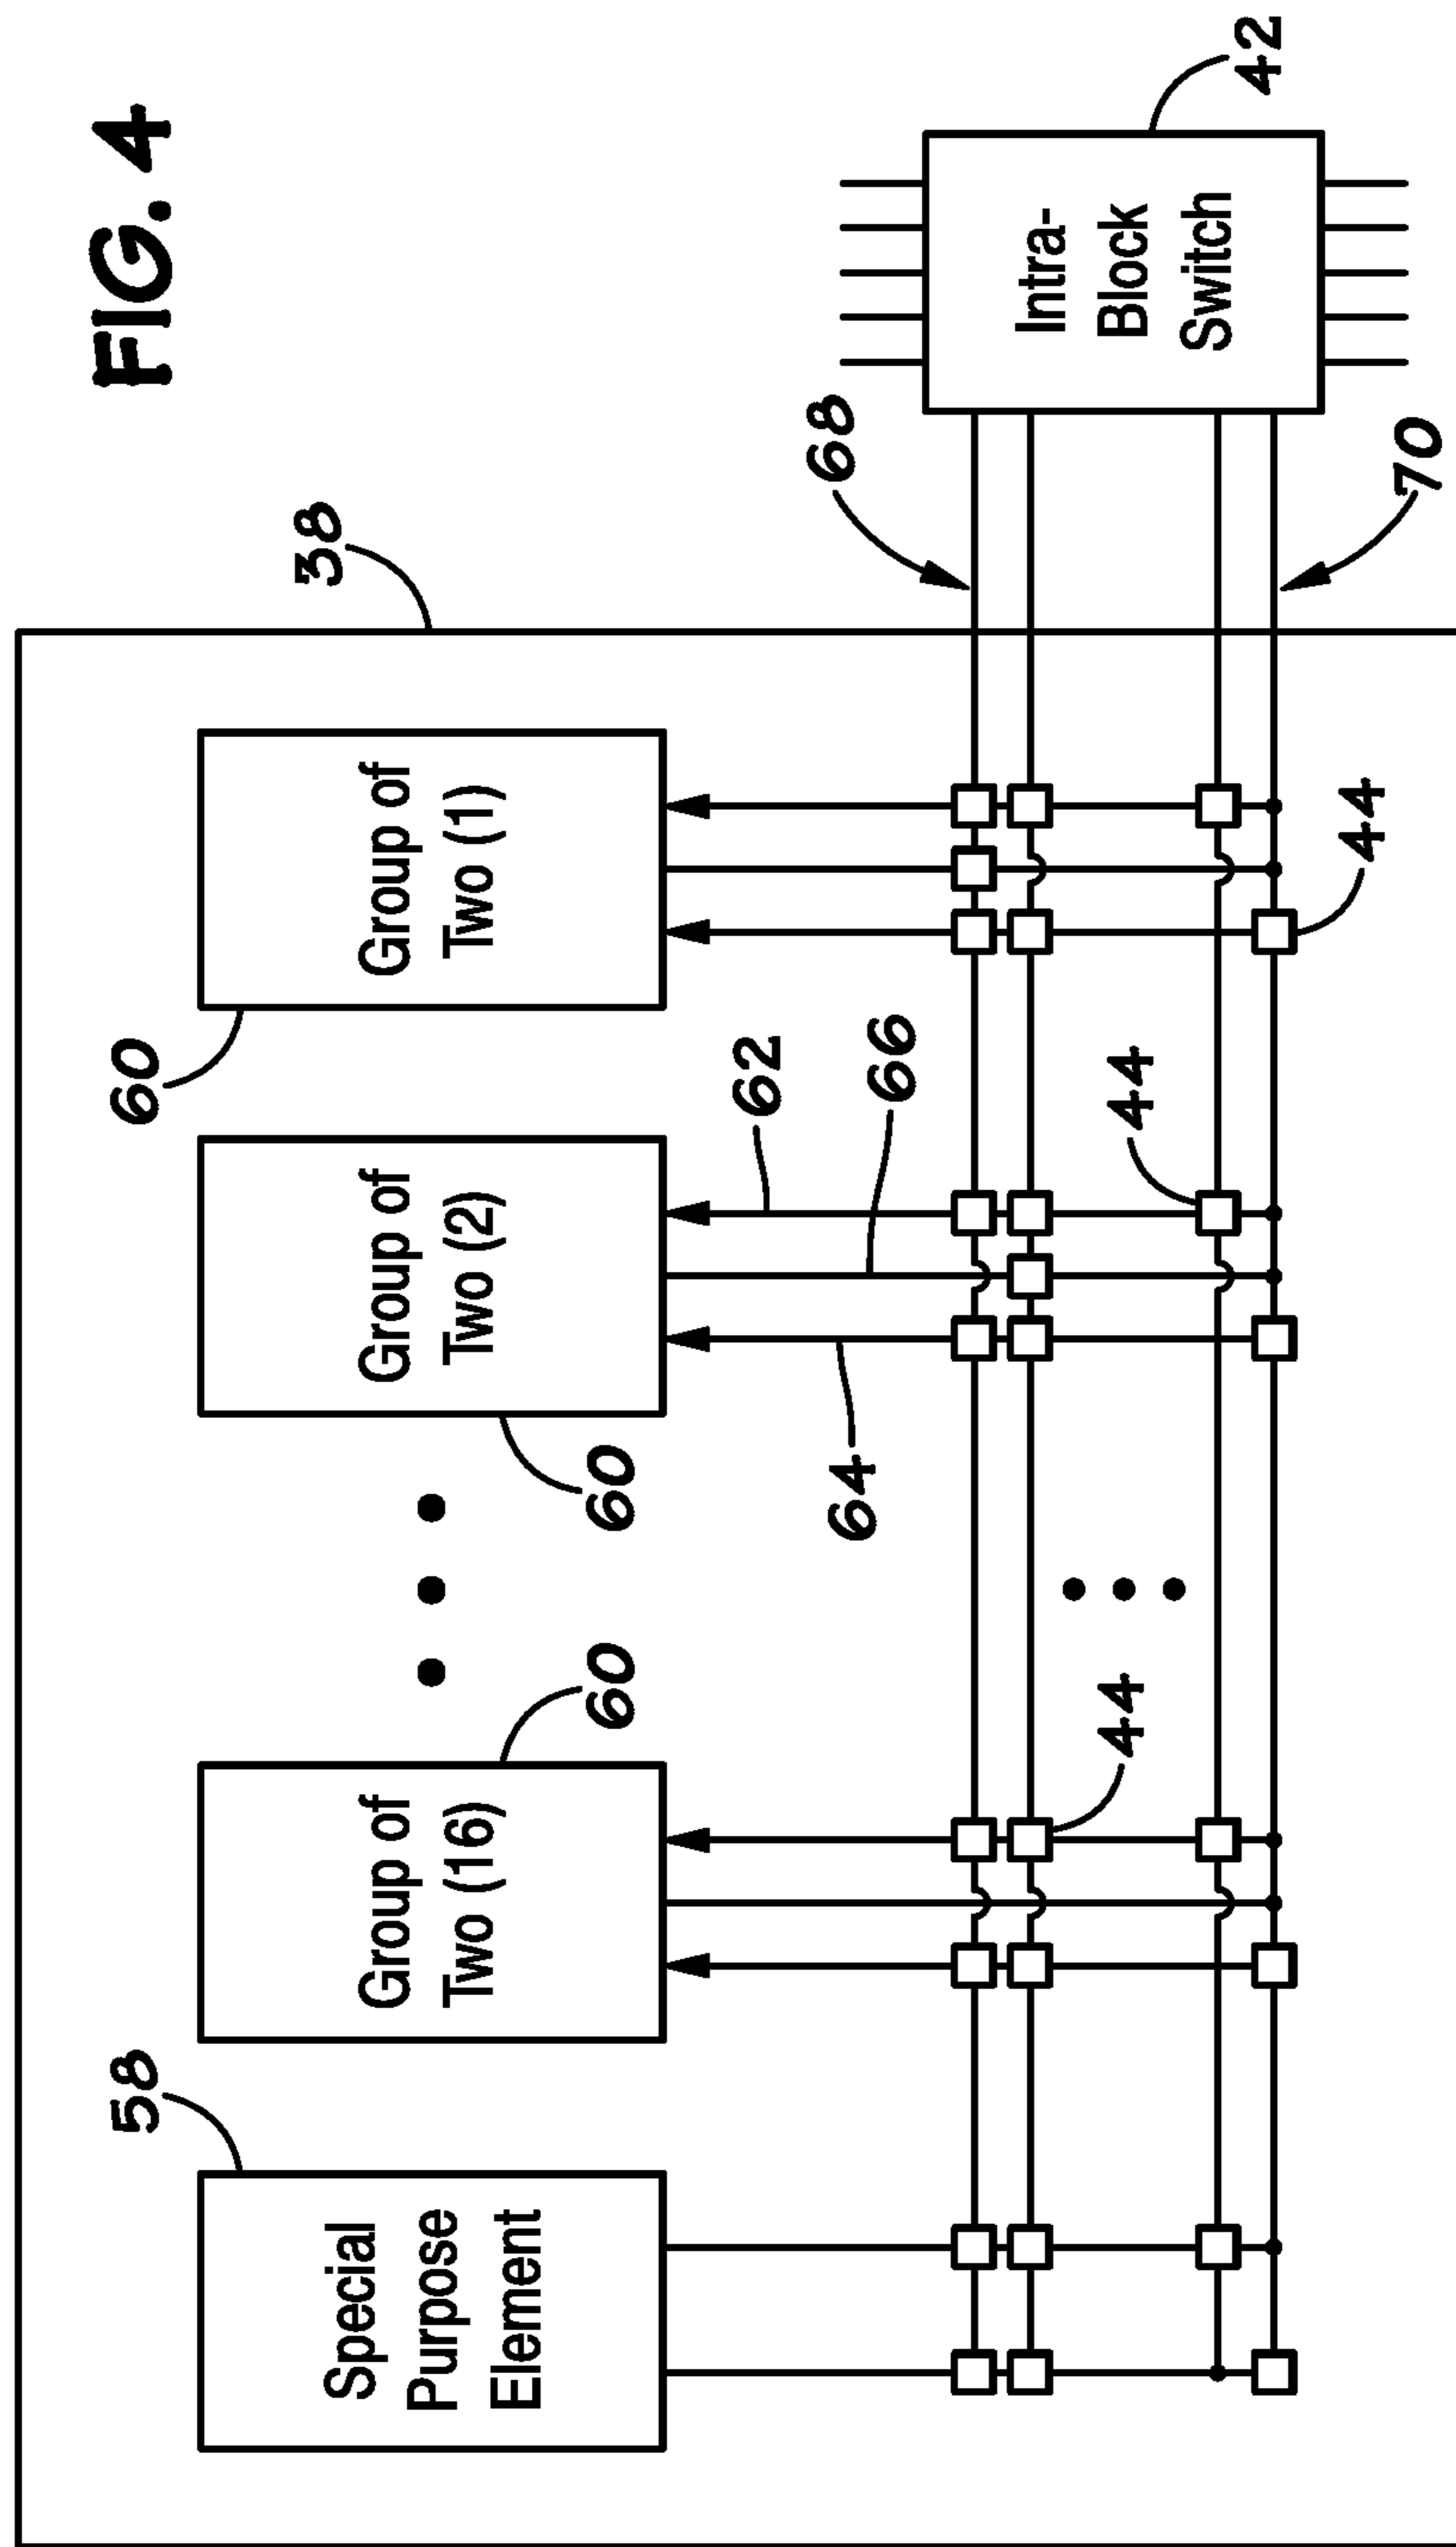 FIG. 4
58
60
Special
Purpose
Element
Group of
Two (16)
Group of
Two (2)
Group of
Two (1)
38
60
60
62
64
66
68
44
44
44
70
Intra-
Block
Switch
42